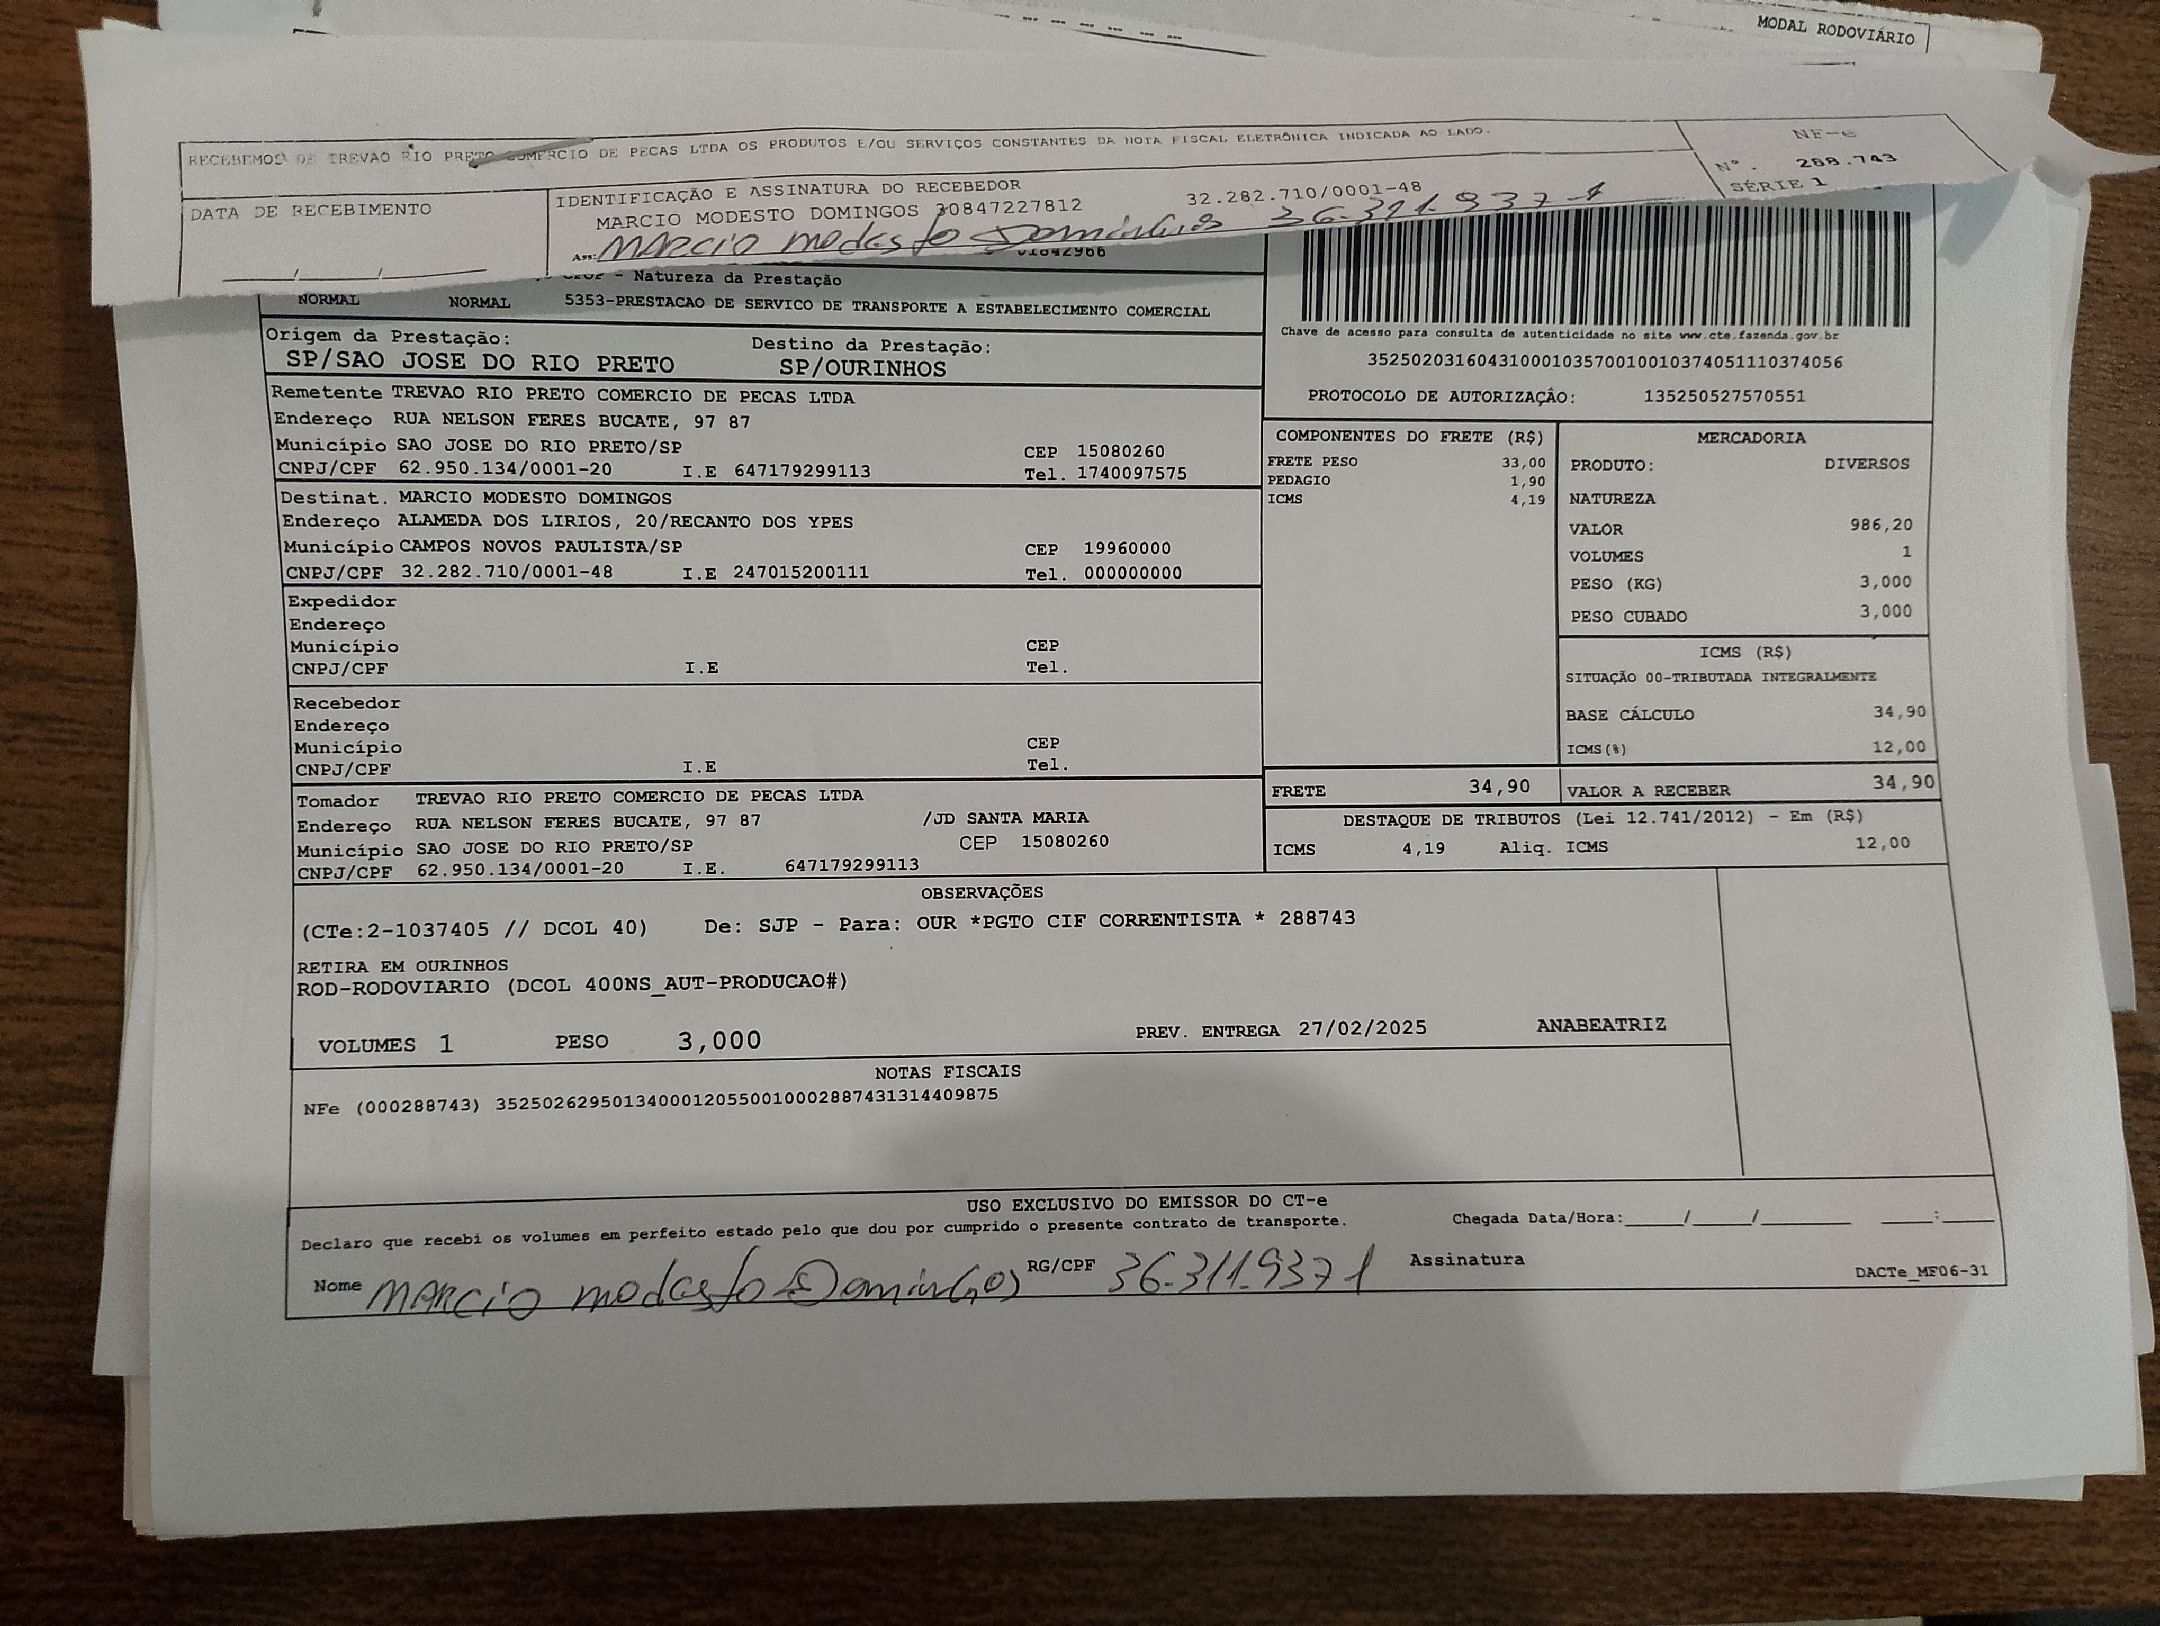 MODAL RODOVIÁRIO
RECEBEMOS DE TREVAO RIO PRETO COMERCIO DE PECAS LTDA OS PRODUTOS E/OU SERVIÇOS CONSTANTES DA NOTA FISCAL ELETRÔNICA INDICADA AO LADO.
NF-e
Nº. 288.743
SÉRIE 1
DATA DE RECEBIMENTO
IDENTIFICAÇÃO E ASSINATURA DO RECEBEDOR
MARCIO MODESTO DOMINGOS 30847227812 32.282.710/0001-48
Ass: MARCIO modesto Domingos 36.311.937-1
- Natureza da Prestação
NORMAL NORMAL 5353-PRESTACAO DE SERVICO DE TRANSPORTE A ESTABELECIMENTO COMERCIAL
Origem da Prestação: Destino da Prestação:
SP/SAO JOSE DO RIO PRETO SP/OURINHOS
Chave de acesso para consulta de autenticidade no site www.cte.fazenda.gov.br
35250203160431000103570010010374051110374056
PROTOCOLO DE AUTORIZAÇÃO: 135250527570551
Remetente TREVAO RIO PRETO COMERCIO DE PECAS LTDA
Endereço RUA NELSON FERES BUCATE, 97 87
Município SAO JOSE DO RIO PRETO/SP CEP 15080260
CNPJ/CPF 62.950.134/0001-20 I.E 647179299113 Tel. 1740097575
Destinat. MARCIO MODESTO DOMINGOS
Endereço ALAMEDA DOS LIRIOS, 20/RECANTO DOS YPES
Município CAMPOS NOVOS PAULISTA/SP CEP 19960000
CNPJ/CPF 32.282.710/0001-48 I.E 247015200111 Tel. 000000000
Expedidor
Endereço
Município CEP
CNPJ/CPF I.E Tel.
Recebedor
Endereço
Município CEP
CNPJ/CPF I.E Tel.
Tomador TREVAO RIO PRETO COMERCIO DE PECAS LTDA
Endereço RUA NELSON FERES BUCATE, 97 87 /JD SANTA MARIA
Município SAO JOSE DO RIO PRETO/SP CEP 15080260
CNPJ/CPF 62.950.134/0001-20 I.E. 647179299113
COMPONENTES DO FRETE (R$)
FRETE PESO 33,00
PEDAGIO 1,90
ICMS 4,19
MERCADORIA
PRODUTO: DIVERSOS
NATUREZA
VALOR 986,20
VOLUMES 1
PESO (KG) 3,000
PESO CUBADO 3,000
ICMS (R$)
SITUAÇÃO 00-TRIBUTADA INTEGRALMENTE
BASE CÁLCULO 34,90
ICMS(%) 12,00
FRETE 34,90 VALOR A RECEBER 34,90
DESTAQUE DE TRIBUTOS (Lei 12.741/2012) - Em (R$)
ICMS 4,19 Aliq. ICMS 12,00
OBSERVAÇÕES
(CTe:2-1037405 // DCOL 40) De: SJP - Para: OUR *PGTO CIF CORRENTISTA * 288743
RETIRA EM OURINHOS
ROD-RODOVIARIO (DCOL 400NS_AUT-PRODUCAO#)
VOLUMES 1 PESO 3,000 PREV. ENTREGA 27/02/2025 ANABEATRIZ
NOTAS FISCAIS
NFe (000288743) 35250262950134000120550010002887431314409875
USO EXCLUSIVO DO EMISSOR DO CT-e
Declaro que recebi os volumes em perfeito estado pelo que dou por cumprido o presente contrato de transporte. Chegada Data/Hora:_____/_____/_______ ____:____
Nome MARCIO modesto Domingos RG/CPF 36.311.937 1 Assinatura
DACTe_MF06-31